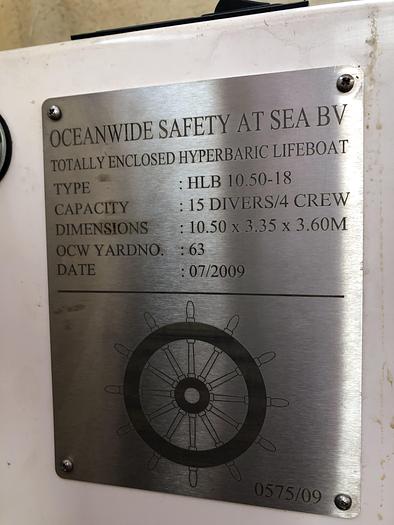 OCEANWIDE SAFETY AT SEA BV
TOTALLY ENCLOSED HYPERBARIC LIFEBOAT
TYPE : HLB 10.50-18
CAPACITY : 15 DIVERS/4 CREW
DIMENSIONS : 10.50 x 3.35 x 3.60M
OCW YARDNO. : 63
DATE : 07/2009
0575/09